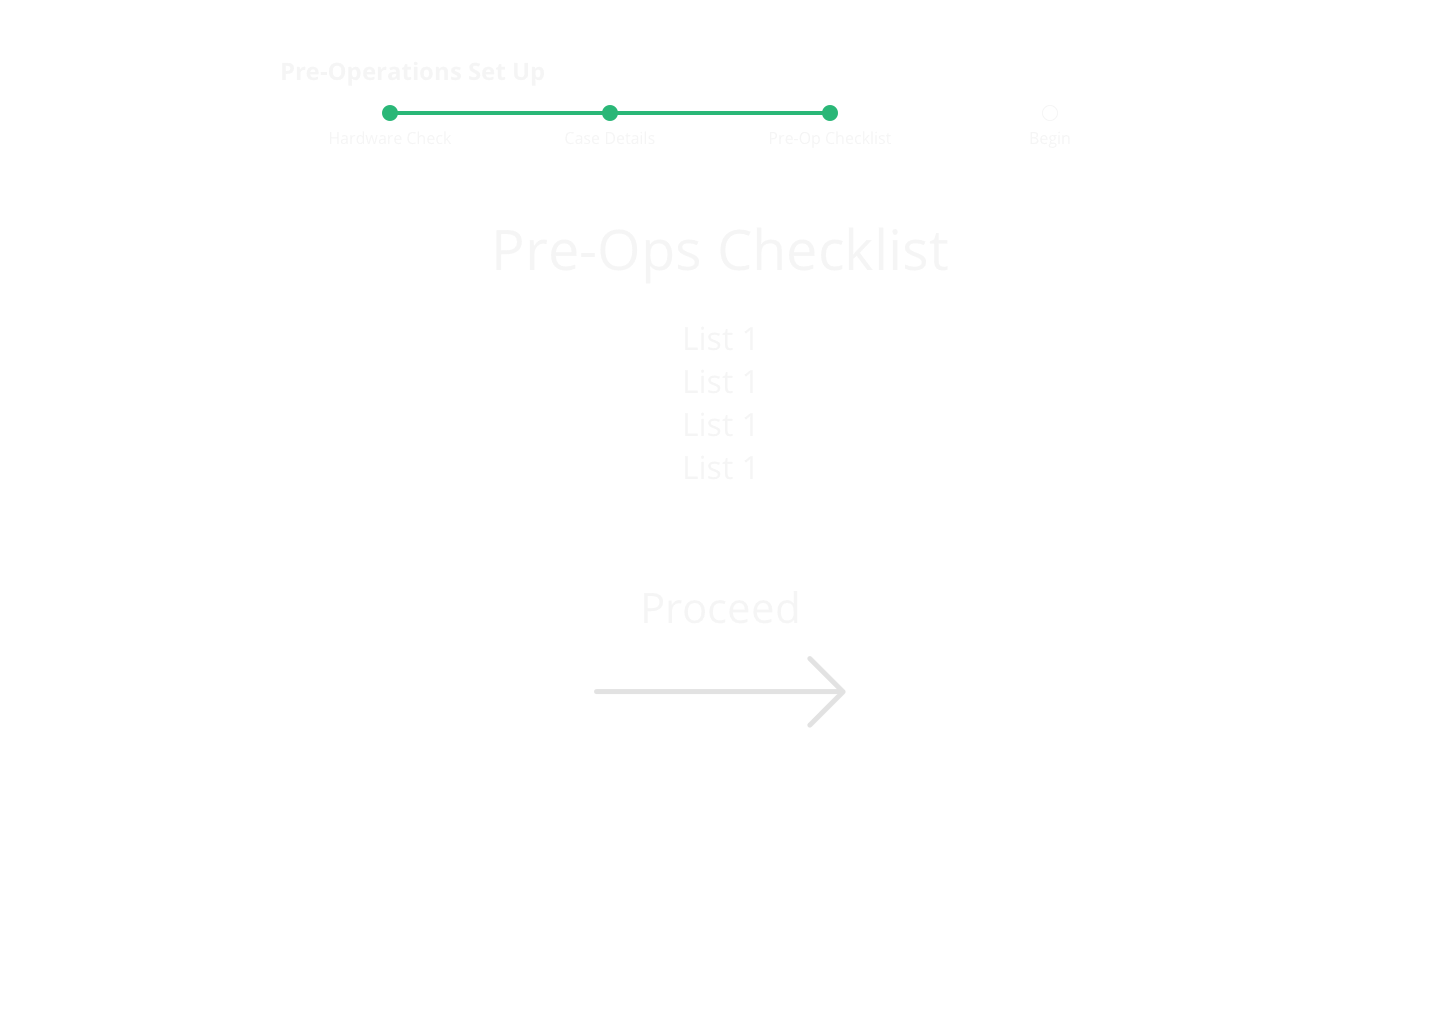 Pre-Operations Set Up
Hardware Check
Case Details
Pre-Op Checklist
Begin
Pre-Ops Checklist
List 1
List 1
List 1
List 1
Proceed